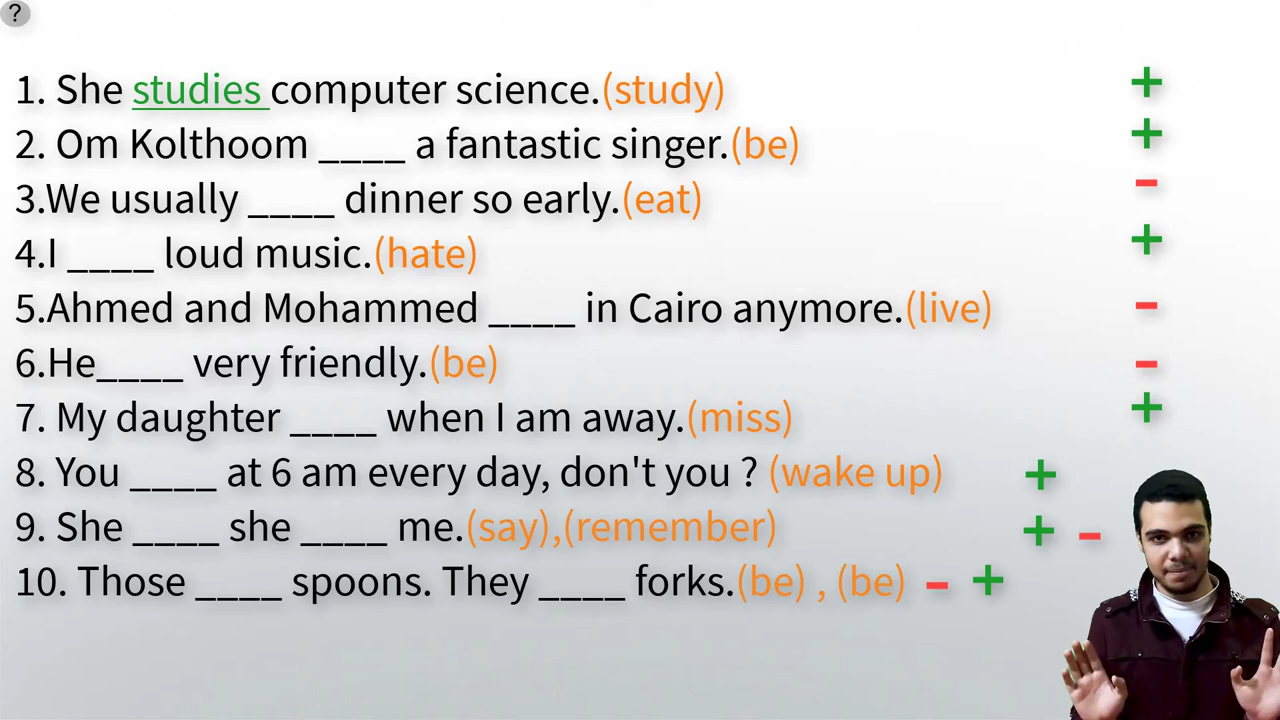 ?
1. She studies computer science.(study) +
2. Om Kolthoom ____ a fantastic singer.(be) +
3.We usually ____ dinner so early.(eat) -
4.I ____ loud music.(hate) +
5.Ahmed and Mohammed ____ in Cairo anymore.(live) -
6.He____ very friendly.(be) -
7. My daughter ____ when I am away.(miss) +
8. You ____ at 6 am every day, don't you ? (wake up) +
9. She ____ she ____ me.(say),(remember) + -
10. Those ____ spoons. They ____ forks.(be) , (be) - +